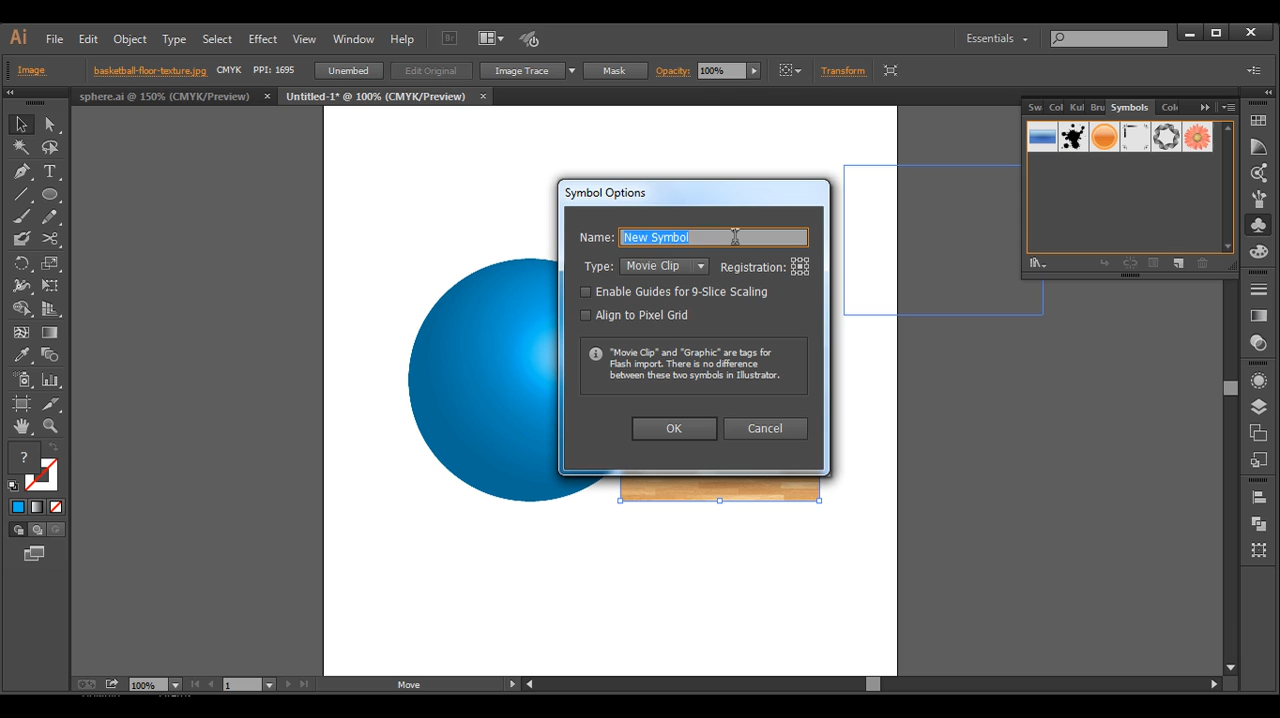 Ai File Edit Object Type Select Effect View Window Help Br Essentials
Image basketball-floor-texture.jpg CMYK PPI: 1695 Unembed Edit Original Image Trace Mask Opacity: 100% Transform
sphere.ai @ 150% (CMYK/Preview) × Untitled-1* @ 100% (CMYK/Preview) ×
Sw Col Kul Bru Symbols Colo
Symbol Options
Name: New Symbol
Type: Movie Clip Registration:
Enable Guides for 9-Slice Scaling
Align to Pixel Grid
"Movie Clip" and "Graphic" are tags for
Flash import. There is no difference
between these two symbols in Illustrator.
OK Cancel
?
100% 1 Move